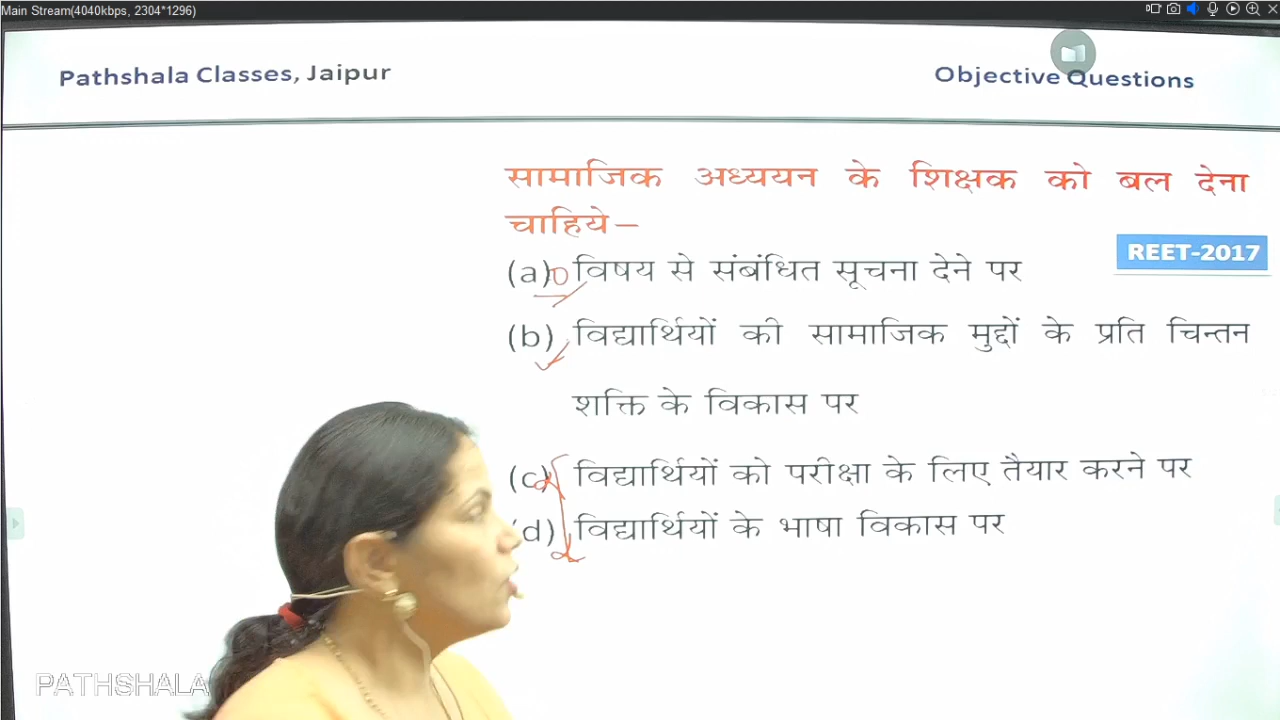 Main Stream(4040kbps, 2304*1296)
Pathshala Classes, Jaipur
Objective Questions
सामाजिक अध्ययन के शिक्षक को बल देना
चाहिये–
REET-2017
(a) विषय से संबंधित सूचना देने पर
(b) विद्यार्थियों की सामाजिक मुद्दों के प्रति चिन्तन
शक्ति के विकास पर
(c) विद्यार्थियों को परीक्षा के लिए तैयार करने पर
(d) विद्यार्थियों के भाषा विकास पर
PATHSHALA